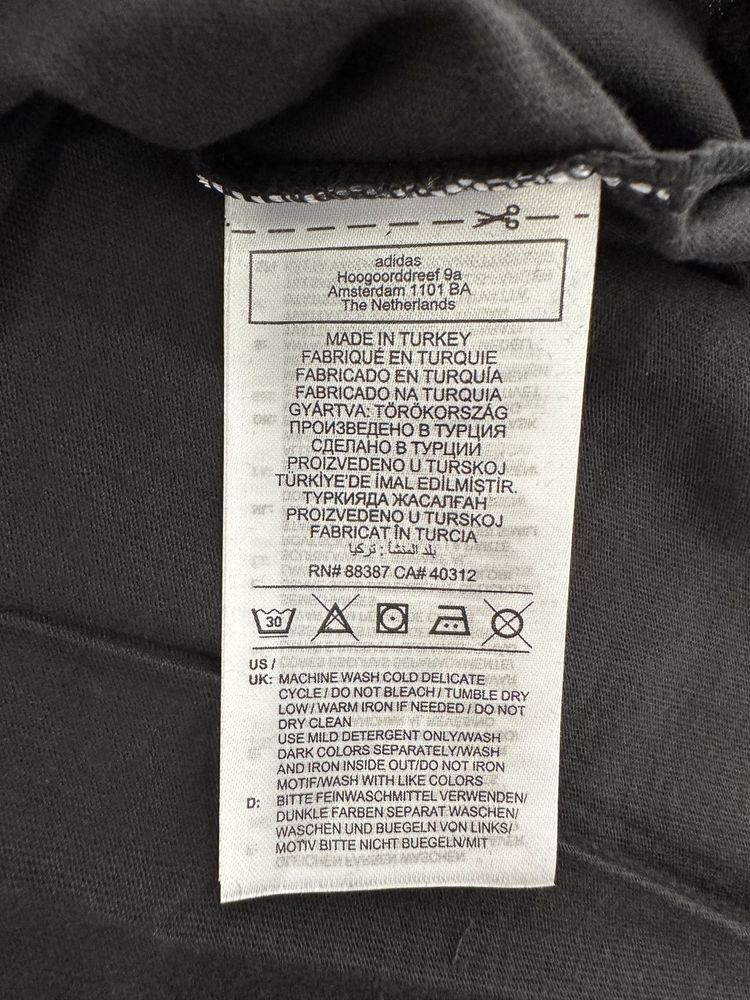 adidas
Hoogoorddreef 9a
Amsterdam 1101 BA
The Netherlands
MADE IN TURKEY
FABRIQUÉ EN TURQUIE
FABRICADO EN TURQUÍA
FABRICADO NA TURQUIA
GYÁRTVA: TÖRÖKORSZÁG
ПРОИЗВЕДЕНО В ТУРЦИЯ
СДЕЛАНО В ТУРЦИИ
PROIZVEDENO U TURSKOJ
TÜRKİYE'DE IMAL EDİLMİSTİR.
ТУРКИЯДА ЖАСАЛҒАН
PROIZVEDENO U TURSKOJ
FABRICAT ÎN TURCIA
بلد المنشأ : تركيا
RN# 88387 CA# 40312
30
US /
UK: MACHINE WASH COLD DELICATE
CYCLE / DO NOT BLEACH / TUMBLE DRY
LOW / WARM IRON IF NEEDED / DO NOT
DRY CLEAN
USE MILD DETERGENT ONLY/WASH
DARK COLORS SEPARATELY/WASH
AND IRON INSIDE OUT/DO NOT IRON
MOTIF/WASH WITH LIKE COLORS
D: BITTE FEINWASCHMITTEL VERWENDEN/
DUNKLE FARBEN SEPARAT WASCHEN/
WASCHEN UND BUEGELN VON LINKS/
MOTIV BITTE NICHT BUEGELN/MIT
GLEICHEN FARBEN WASCHEN